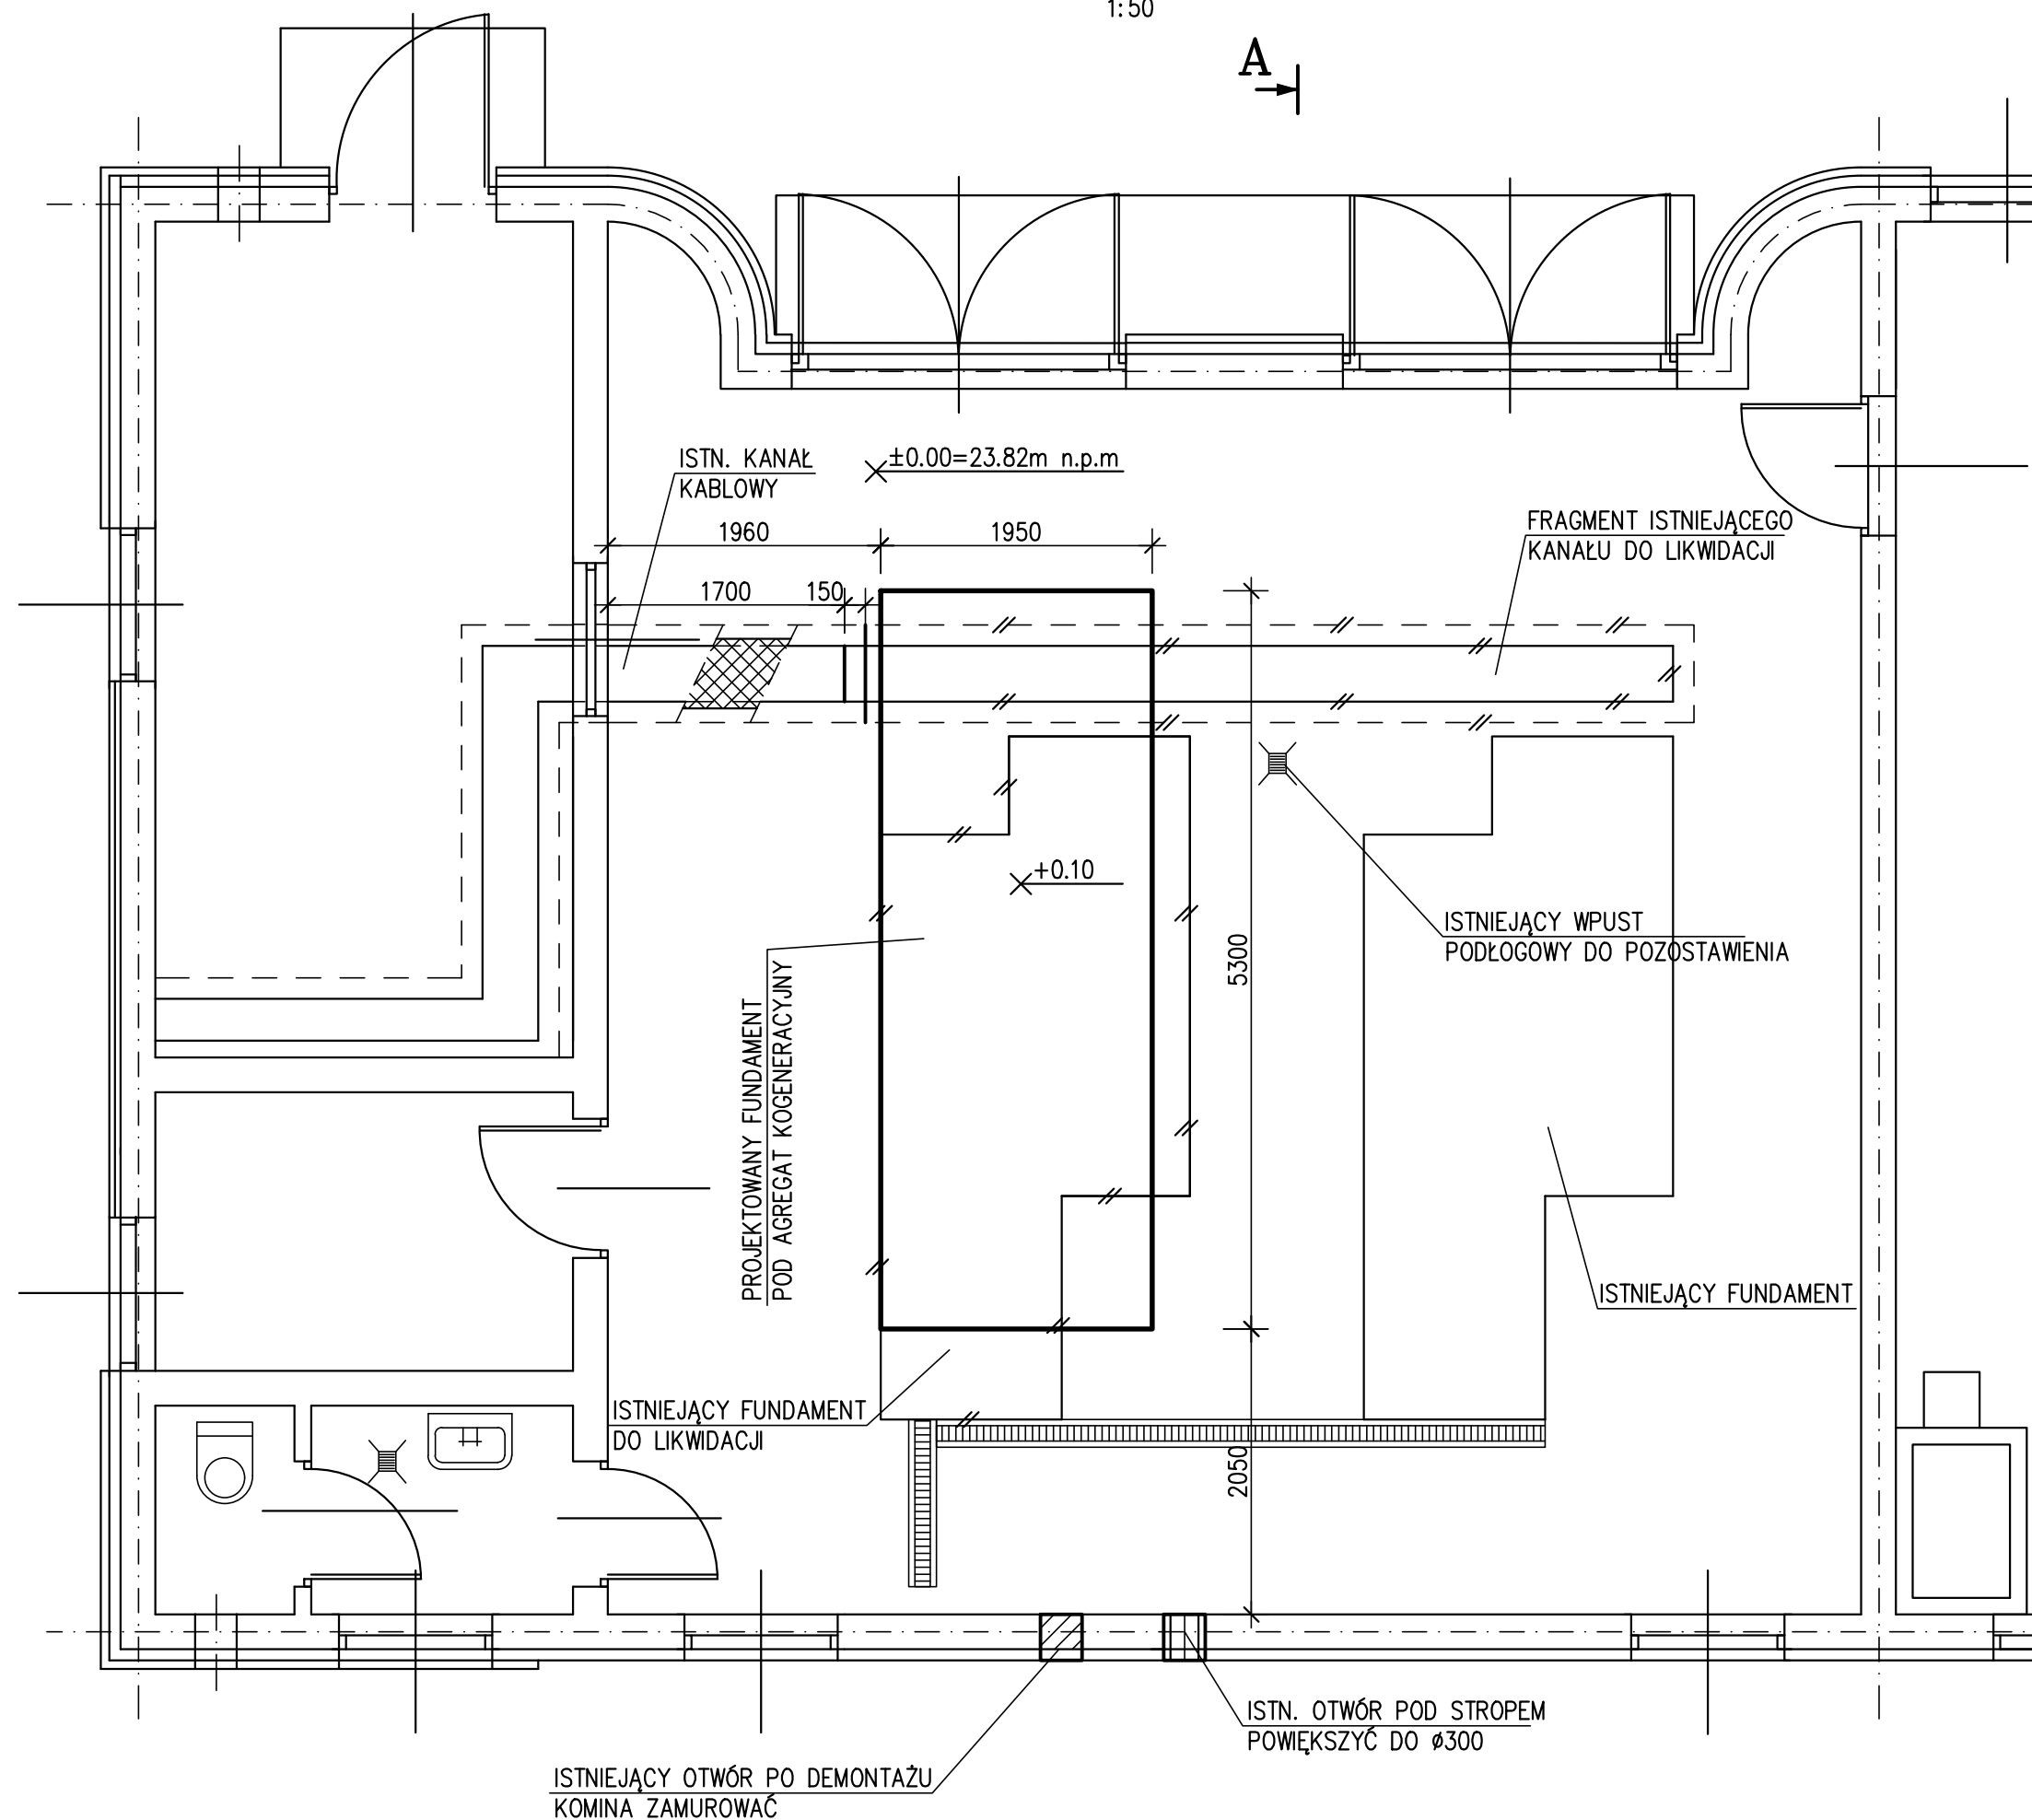 1:50
A
ISTN. KANAŁ
KABLOWY
±0.00=23.82m n.p.m
FRAGMENT ISTNIEJĄCEGO
KANAŁU DO LIKWIDACJI
1960
1950
1700
150
+0.10
ISTNIEJĄCY WPUST
PODŁOGOWY DO POZOSTAWIENIA
5300
PROJEKTOWANY FUNDAMENT
POD AGREGAT KOGENERACYJNY
ISTNIEJĄCY FUNDAMENT
ISTNIEJĄCY FUNDAMENT
DO LIKWIDACJI
2050
ISTN. OTWÓR POD STROPEM
POWIĘKSZYĆ DO ø300
ISTNIEJĄCY OTWÓR PO DEMONTAŻU
KOMINA ZAMUROWAĆ